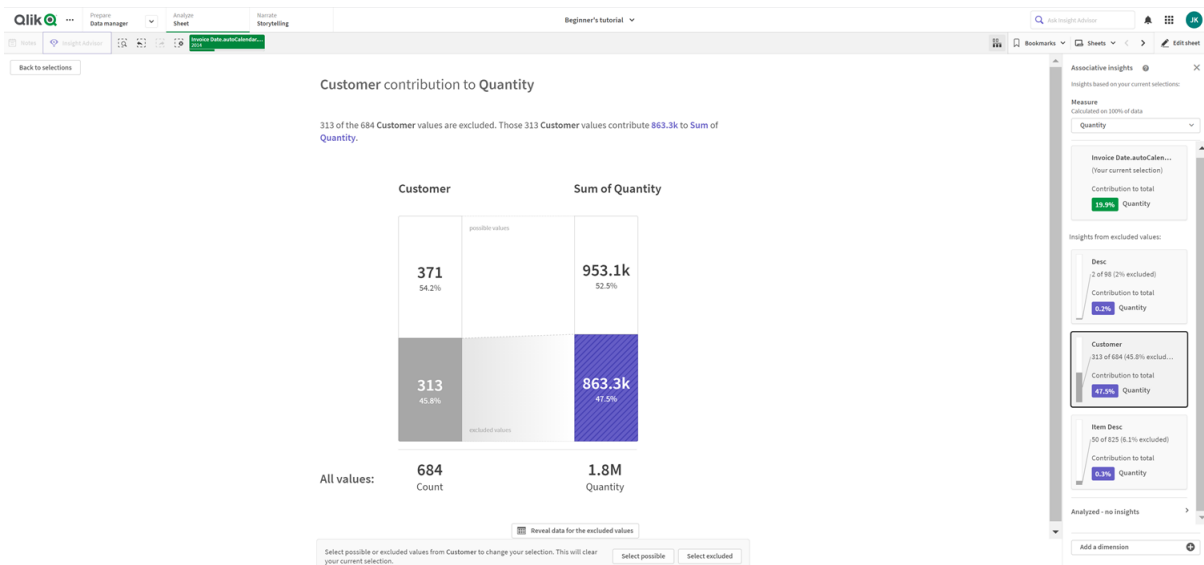 Qlik
Prepare
Data manager
Analyze
Sheet
Narrate
Storytelling
Beginner's tutorial
Ask Insight Advisor
JK
Notes
Insight Advisor
Invoice Date.autoCalendar,...
2014
Bookmarks
Sheets
Edit sheet
Back to selections
Customer contribution to Quantity
313 of the 684 Customer values are excluded. Those 313 Customer values contribute 863.3k to Sum of
Quantity.
Customer
Sum of Quantity
possible values
371
54.2%
953.1k
52.5%
313
45.8%
863.3k
47.5%
excluded values
All values:
684
Count
1.8M
Quantity
Reveal data for the excluded values
Select possible or excluded values from Customer to change your selection. This will clear
your current selection.
Select possible
Select excluded
Associative insights
Insights based on your current selections:
Measure
Calculated on 100% of data
Quantity
Invoice Date.autoCalen...
(Your current selection)
Contribution to total
19.9% Quantity
Insights from excluded values:
Desc
2 of 98 (2% excluded)
Contribution to total
0.2% Quantity
Customer
313 of 684 (45.8% exclud...
Contribution to total
47.5% Quantity
Item Desc
50 of 825 (6.1% excluded)
Contribution to total
0.3% Quantity
Analyzed - no insights
Add a dimension